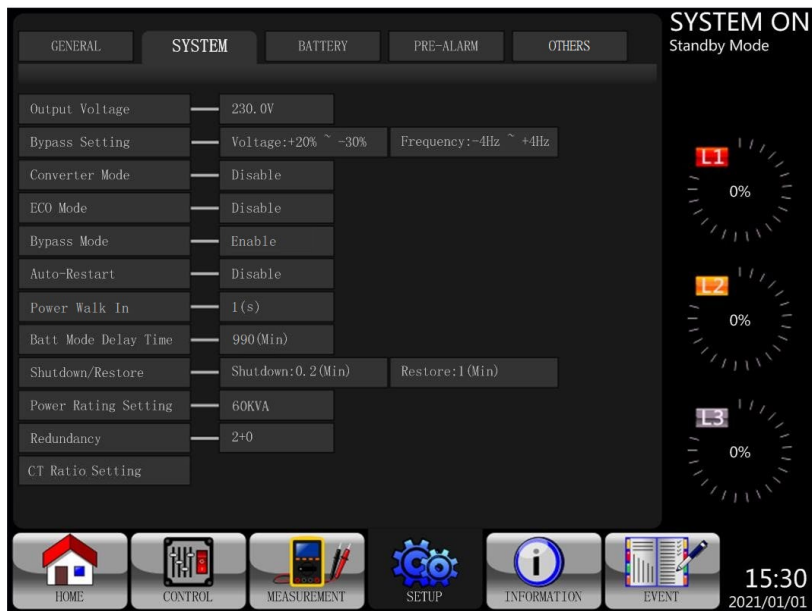 SYSTEM ON
Standby Mode
GENERAL SYSTEM BATTERY PRE-ALARM OTHERS
Output Voltage 230.0V
Bypass Setting Voltage:+20% ~ -30% Frequency:-4Hz ~ +4Hz
Converter Mode Disable
ECO Mode Disable
Bypass Mode Enable
Auto-Restart Disable
Power Walk In 1(s)
Batt Mode Delay Time 990(Min)
Shutdown/Restore Shutdown:0.2(Min) Restore:1(Min)
Power Rating Setting 60KVA
Redundancy 2+0
CT Ratio Setting
L1
0%
L2
0%
L3
0%
HOME CONTROL MEASUREMENT SETUP INFORMATION EVENT
15:30
2021/01/01